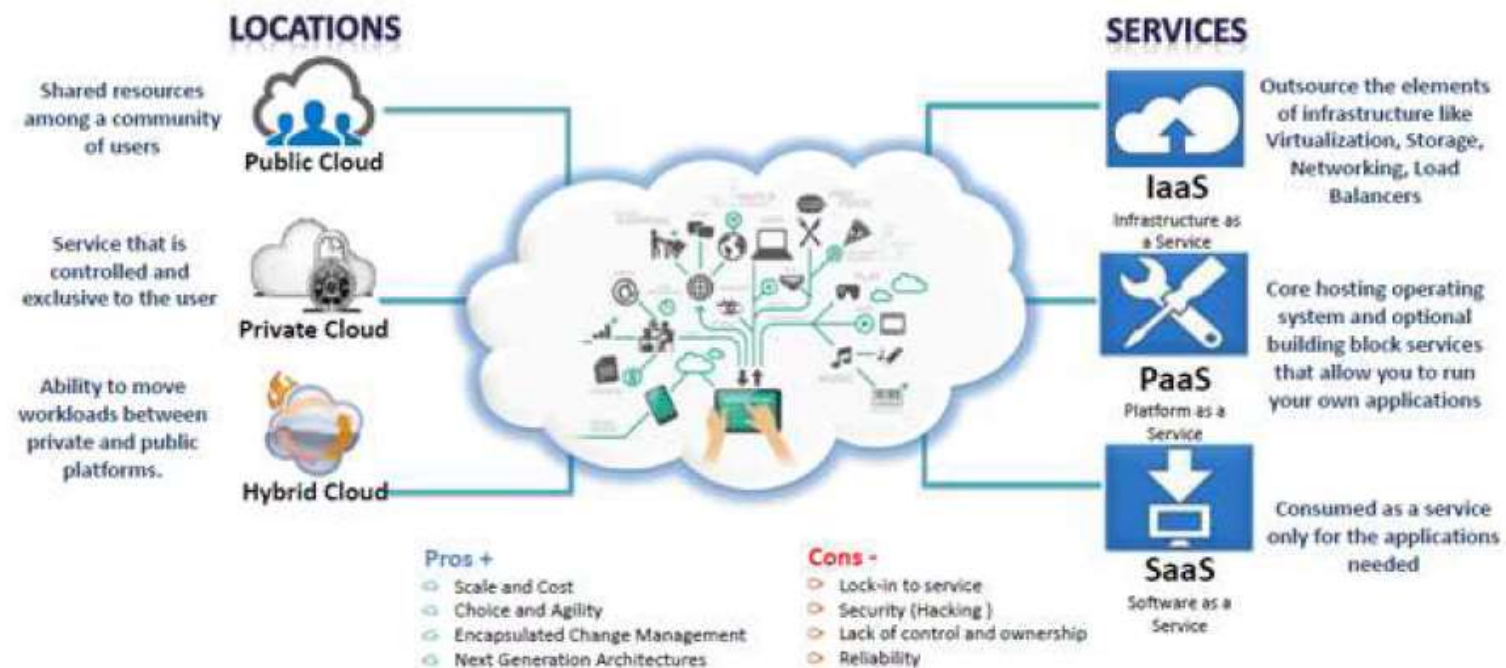 LOCATIONS
Shared resources
among a community
of users
Public Cloud
Service that is
controlled and
exclusive to the user
Private Cloud
Ability to move
workloads between
private and public
platforms.
Hybrid Cloud
SERVICES
IaaS
Infrastructure as
a Service
Outsource the elements
of infrastructure like
Virtualization, Storage,
Networking, Load
Balancers
PaaS
Platform as a
Service
Core hosting operating
system and optional
building block services
that allow you to run
your own applications
SaaS
Software as a
Service
Consumed as a service
only for the applications
needed
Pros +
Scale and Cost
Choice and Agility
Encapsulated Change Management
Next Generation Architectures
Cons -
Lock-in to service
Security (Hacking )
Lack of control and ownership
Reliability